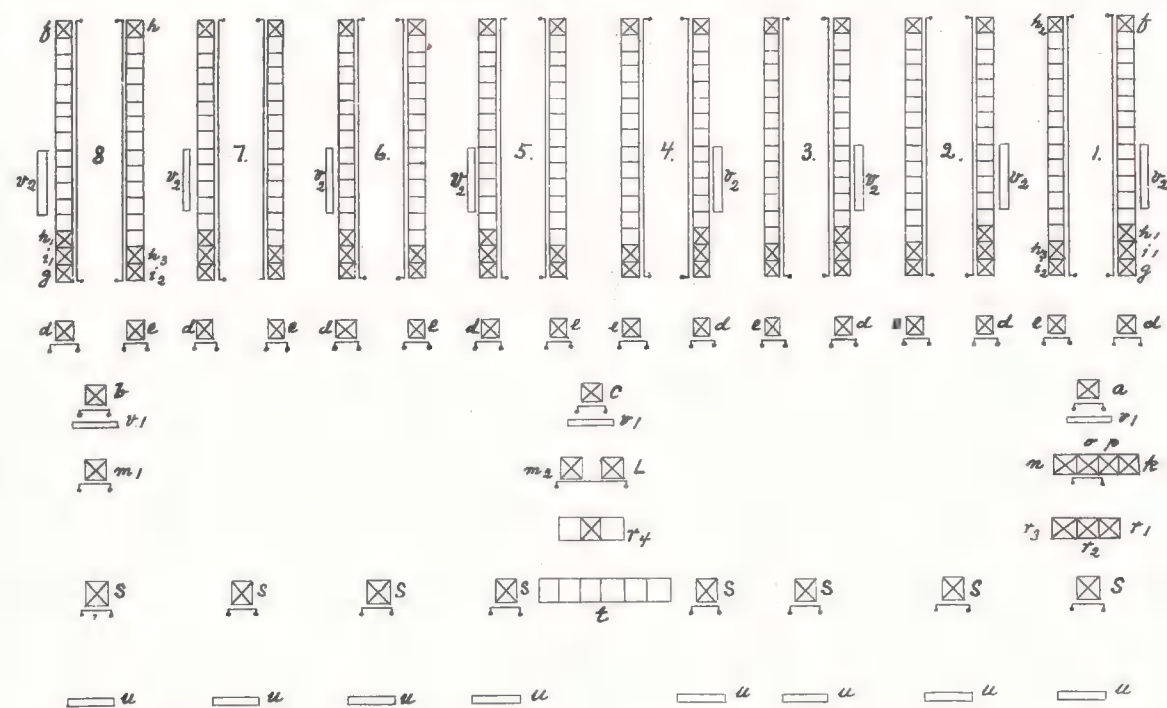 f h h₂ f
8 7. 6. 5. 4. 3. 2. 1.
v₂ v₂ v₂ v₂ v₂ v₂ v₂ v₂
h₁ h₁
i₁ h₃ h₃ i₁
g i₂ i₂ g
d e d e d e d e e d e d d e d
b c a
v₁ v₁ v₁
o p
m₁ m₂ L n k
r₄ r₃ r₂ r₁
S S S S S S S S
t
u u u u u u u u